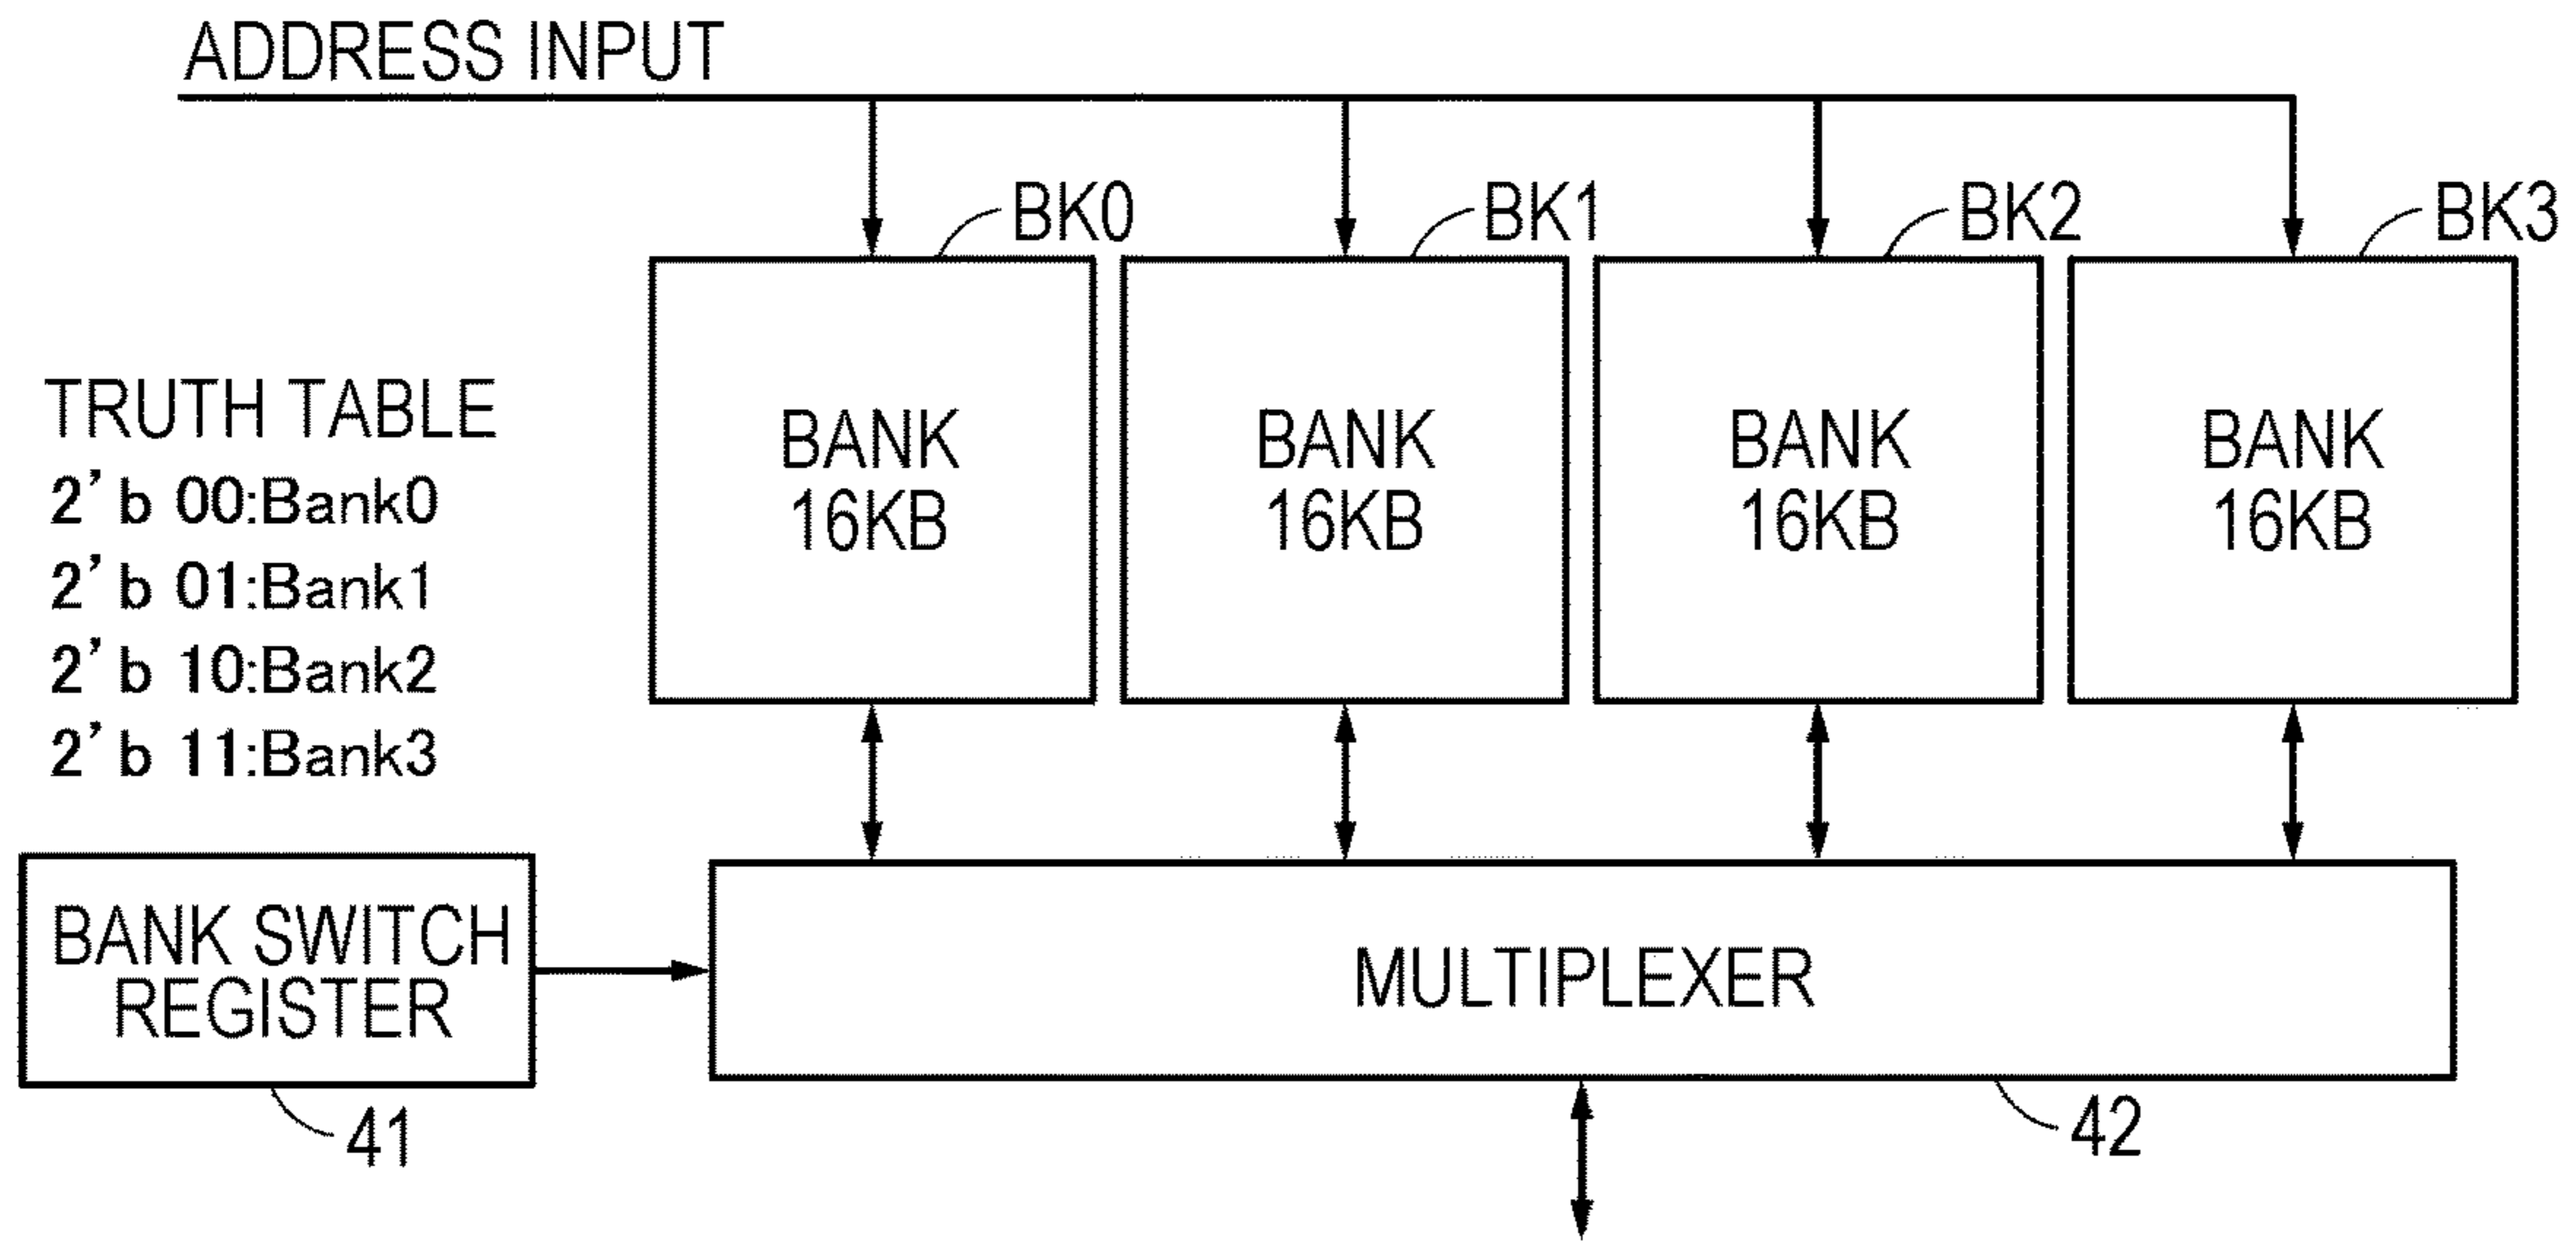 ADDRESS INPUT
BK0
BK1
BK2
BK3
BANK
16KB
BANK
16KB
BANK
16KB
BANK
16KB
TRUTH TABLE
2’b 00:Bank0
2’b 01:Bank1
2’b 10:Bank2
2’b 11:Bank3
BANK SWITCH
REGISTER
41
MULTIPLEXER
42